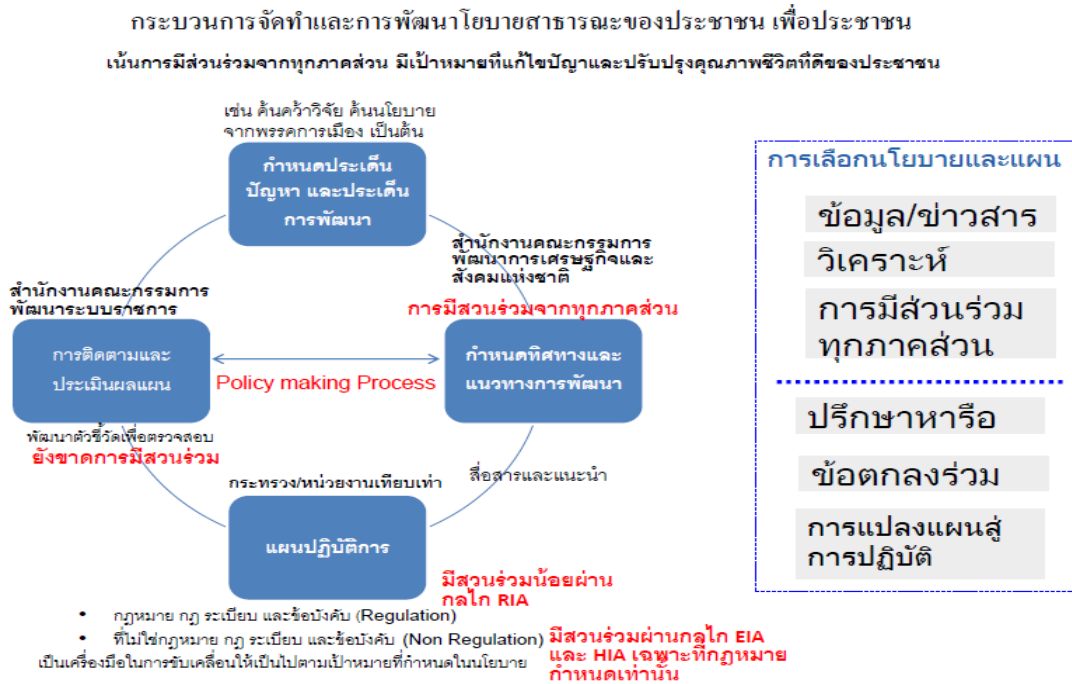 กระบวนการจัดทำและการพัฒนาโยบายสาธารณะของประชาชน เพื่อประชาชน
เน้นการมีส่วนร่วมจากทุกภาคส่วน มีเป้าหมายที่แก้ไขปัญาและปรับปรุงคุณภาพชีวิตที่ดีของประชาชน
เช่น ค้นคว้าวิจัย ค้นนโยบาย
จากพรรคการเมือง เป็นต้น
กำหนดประเด็น
ปัญหา และประเด็น
การพัฒนา
สำนักงานคณะกรรมการ
พัฒนาการเศรษฐกิจและ
สังคมแห่งชาติ
การมีสวนร่วมจากทุกภาคส่วน
กำหนดทิศทางและ
แนวทางการพัฒนา
สำนักงานคณะกรรมการ
พัฒนาระบบราชการ
การติดตามและ
ประเมินผลแผน
Policy making Process
พัฒนาตัวชี้วัดเพื่อตรวจสอบ
ยังขาดการมีสวนร่วม
สื่อสารและแนะนำ
กระทรวง/หน่วยงานเทียบเท่า
แผนปฏิบัติการ
มีสวนร่วมน้อยผ่าน
กลไก RIA
• กฎหมาย กฎ ระเบียบ และข้อบังคับ (Regulation)
• ที่ไม่ใช่กฎหมาย กฎ ระเบียบ และข้อบังคับ (Non Regulation)
เป็นเครื่องมือในการขับเคลื่อนให้เป็นไปตามเป้าหมายที่กำหนดในนโยบาย
มีสวนร่วมผ่านกลไก EIA
และ HIA เฉพาะที่กฎหมาย
กำหนดเท่านั้น
การเลือกนโยบายและแผน
ข้อมูล/ข่าวสาร
วิเคราะห์
การมีส่วนร่วม
ทุกภาคส่วน
ปรึกษาหารือ
ข้อตกลงร่วม
การแปลงแผนสู่
การปฏิบัติ